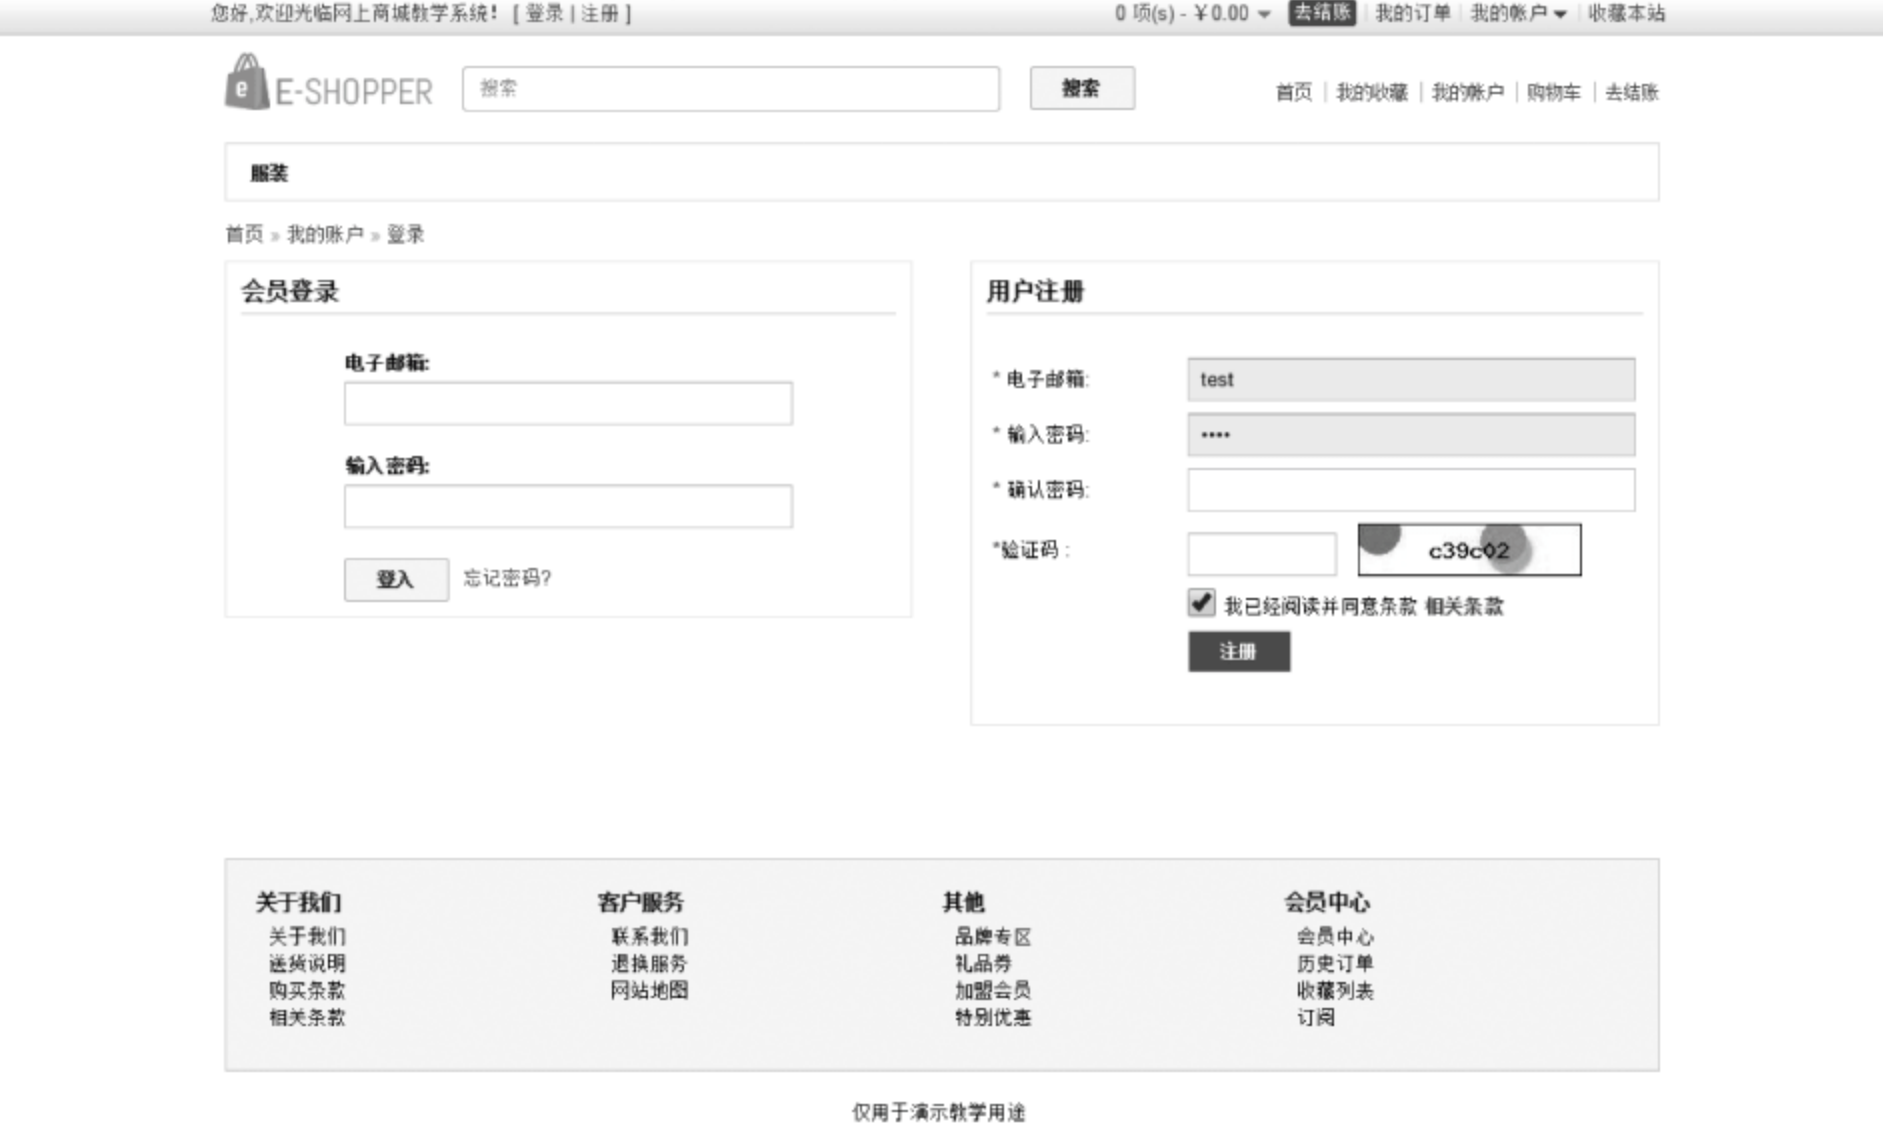 您好,欢迎光临网上商城教学系统! [ 登录 | 注册 ]
0 项(s) - ￥0.00 去结账 我的订单 我的帐户 收藏本站
e E-SHOPPER 搜索 搜索 首页 | 我的收藏 | 我的帐户 | 购物车 | 去结账
服装
首页 » 我的账户 » 登录
会员登录
电子邮箱:
输入密码:
登入 忘记密码?
用户注册
* 电子邮箱: test
* 输入密码: ••••
* 确认密码:
*验证码 : c39c02
我已经阅读并同意条款 相关条款
注册
关于我们
关于我们
送货说明
购买条款
相关条款
客户服务
联系我们
退换服务
网站地图
其他
品牌专区
礼品券
加盟会员
特别优惠
会员中心
会员中心
历史订单
收藏列表
订阅
仅用于演示教学用途